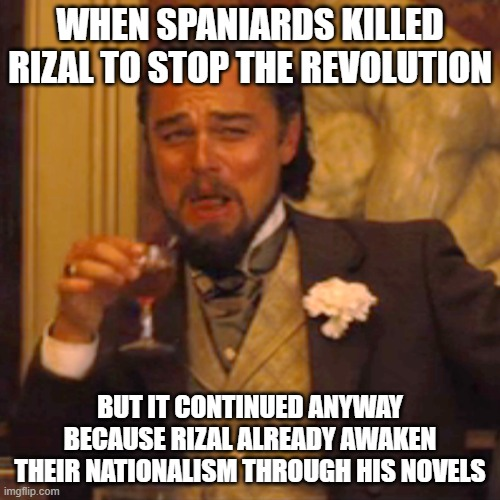 WHEN SPANIARDS KILLED
RIZAL TO STOP THE REVOLUTION
BUT IT CONTINUED ANYWAY
BECAUSE RIZAL ALREADY AWAKEN
THEIR NATIONALISM THROUGH HIS NOVELS
imgflip.com